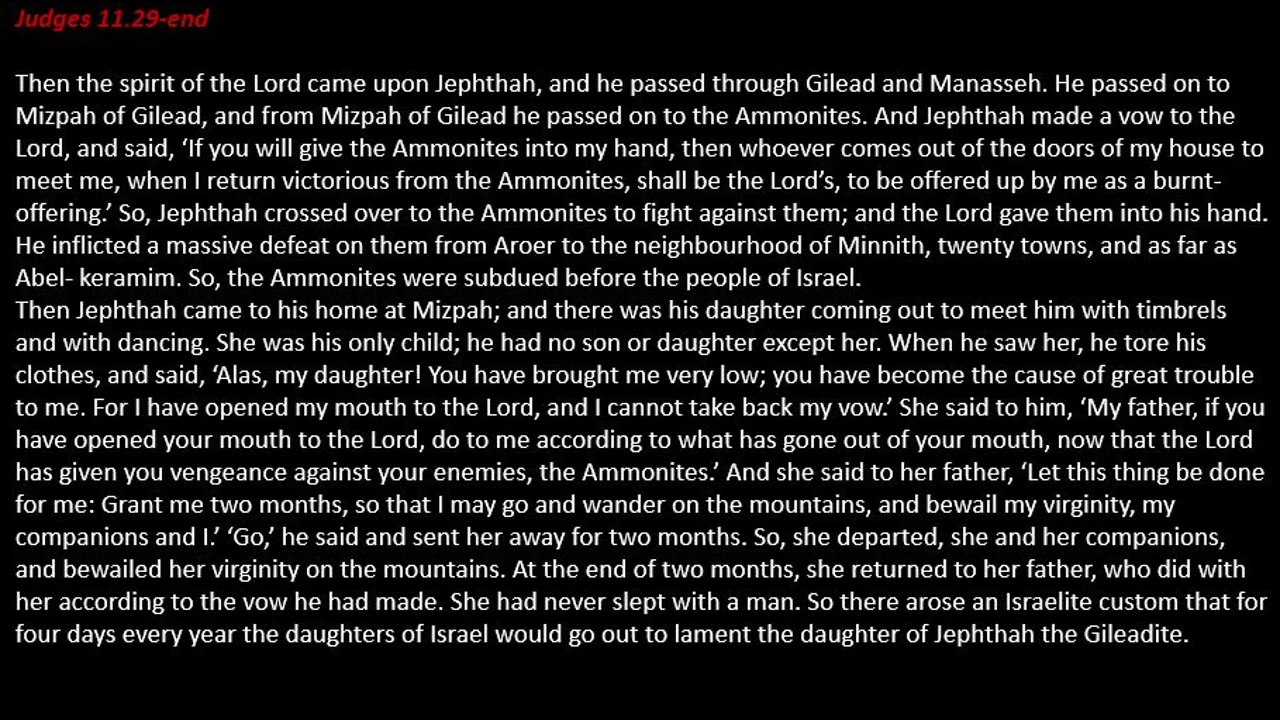 Judges 11.29-end
Then the spirit of the Lord came upon Jephthah, and he passed through Gilead and Manasseh. He passed on to
Mizpah of Gilead, and from Mizpah of Gilead he passed on to the Ammonites. And Jephthah made a vow to the
Lord, and said, ‘If you will give the Ammonites into my hand, then whoever comes out of the doors of my house to
meet me, when I return victorious from the Ammonites, shall be the Lord’s, to be offered up by me as a burnt-
offering.’ So, Jephthah crossed over to the Ammonites to fight against them; and the Lord gave them into his hand.
He inflicted a massive defeat on them from Aroer to the neighbourhood of Minnith, twenty towns, and as far as
Abel- keramim. So, the Ammonites were subdued before the people of Israel.
Then Jephthah came to his home at Mizpah; and there was his daughter coming out to meet him with timbrels
and with dancing. She was his only child; he had no son or daughter except her. When he saw her, he tore his
clothes, and said, ‘Alas, my daughter! You have brought me very low; you have become the cause of great trouble
to me. For I have opened my mouth to the Lord, and I cannot take back my vow.’ She said to him, ‘My father, if you
have opened your mouth to the Lord, do to me according to what has gone out of your mouth, now that the Lord
has given you vengeance against your enemies, the Ammonites.’ And she said to her father, ‘Let this thing be done
for me: Grant me two months, so that I may go and wander on the mountains, and bewail my virginity, my
companions and I.’ ‘Go,’ he said and sent her away for two months. So, she departed, she and her companions,
and bewailed her virginity on the mountains. At the end of two months, she returned to her father, who did with
her according to the vow he had made. She had never slept with a man. So there arose an Israelite custom that for
four days every year the daughters of Israel would go out to lament the daughter of Jephthah the Gileadite.